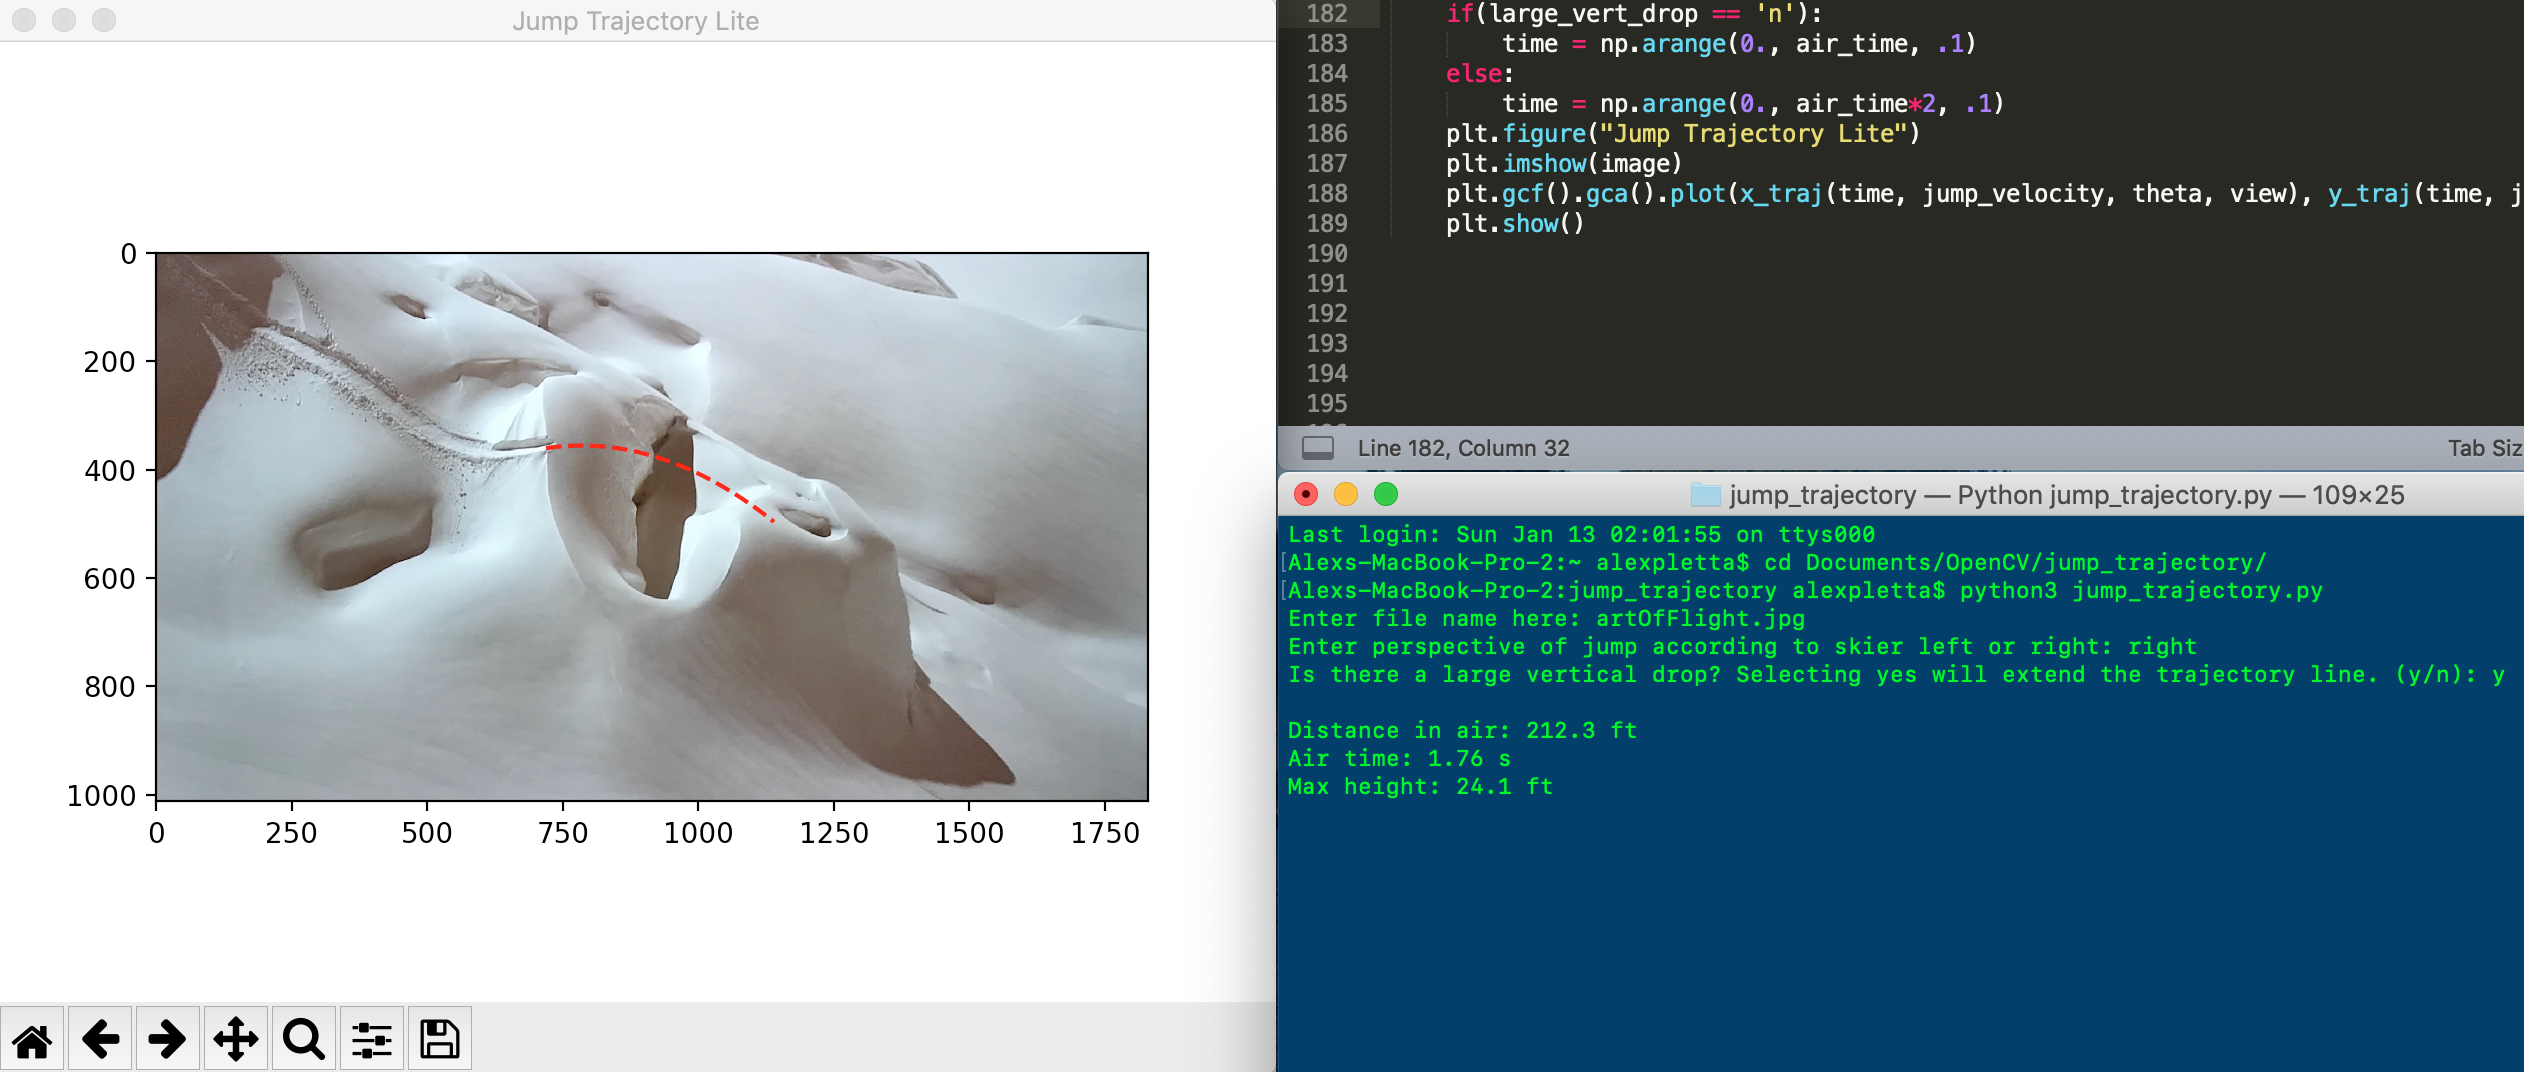 Jump Trajectory Lite
0
200
400
600
800
1000
0 250 500 750 1000 1250 1500 1750
182 if(large_vert_drop == 'n'):
183 time = np.arange(0., air_time, .1)
184 else:
185 time = np.arange(0., air_time*2, .1)
186 plt.figure("Jump Trajectory Lite")
187 plt.imshow(image)
188 plt.gcf().gca().plot(x_traj(time, jump_velocity, theta, view), y_traj(time, j
189 plt.show()
190
191
192
193
194
195
Line 182, Column 32 Tab Siz
jump_trajectory — Python jump_trajectory.py — 109×25
Last login: Sun Jan 13 02:01:55 on ttys000
[Alexs-MacBook-Pro-2:~ alexpletta$ cd Documents/OpenCV/jump_trajectory/
[Alexs-MacBook-Pro-2:jump_trajectory alexpletta$ python3 jump_trajectory.py
Enter file name here: artOfFlight.jpg
Enter perspective of jump according to skier left or right: right
Is there a large vertical drop? Selecting yes will extend the trajectory line. (y/n): y
Distance in air: 212.3 ft
Air time: 1.76 s
Max height: 24.1 ft